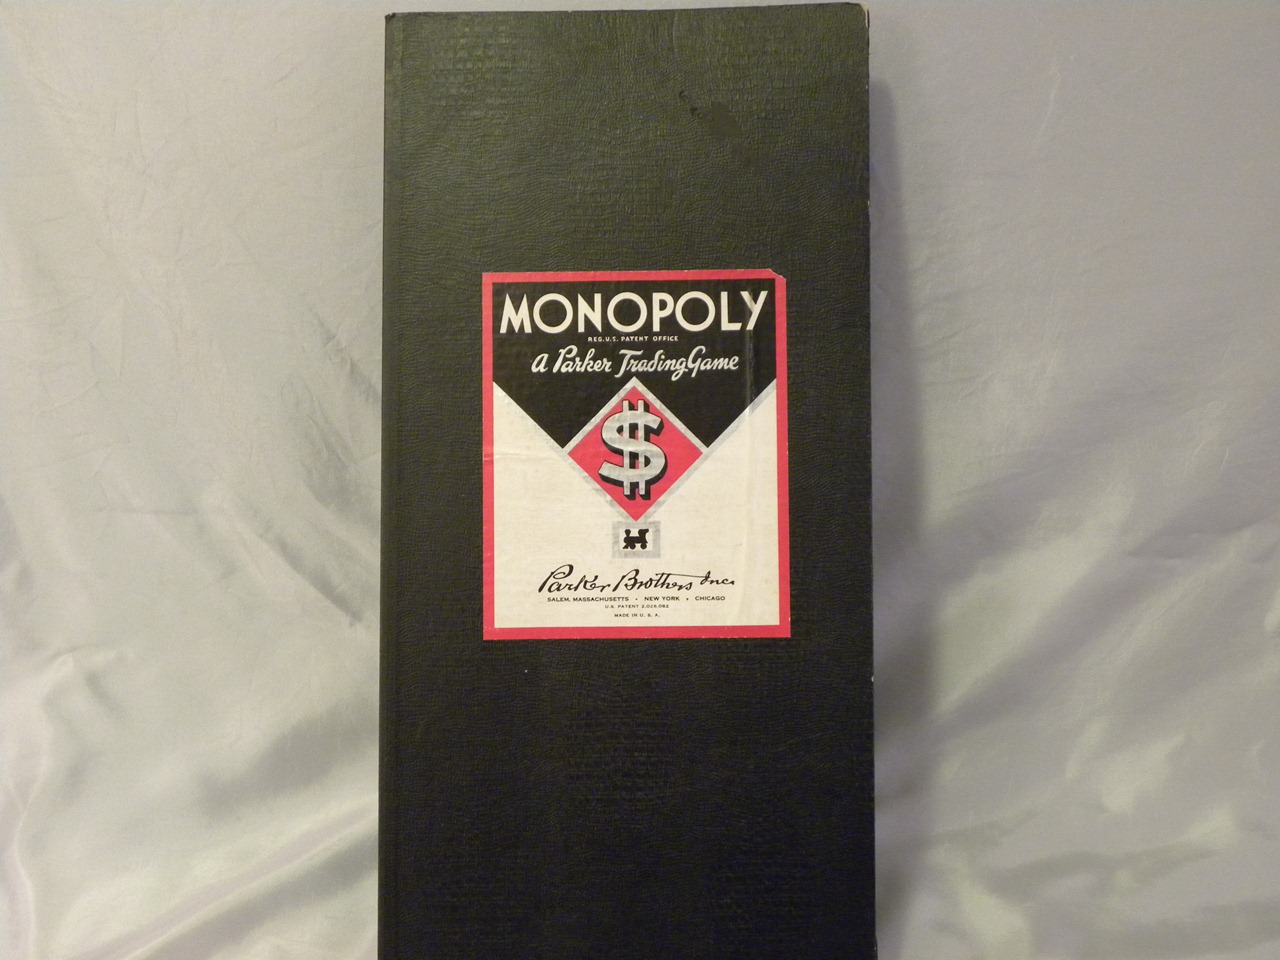 MONOPOLY
REG. U.S. PATENT OFFICE
A Parker Trading Game
$
Parker Brothers Inc.
SALEM, MASSACHUSETTS • NEW YORK • CHICAGO
U.S. PATENT 2,026,082
MADE IN U. S. A.